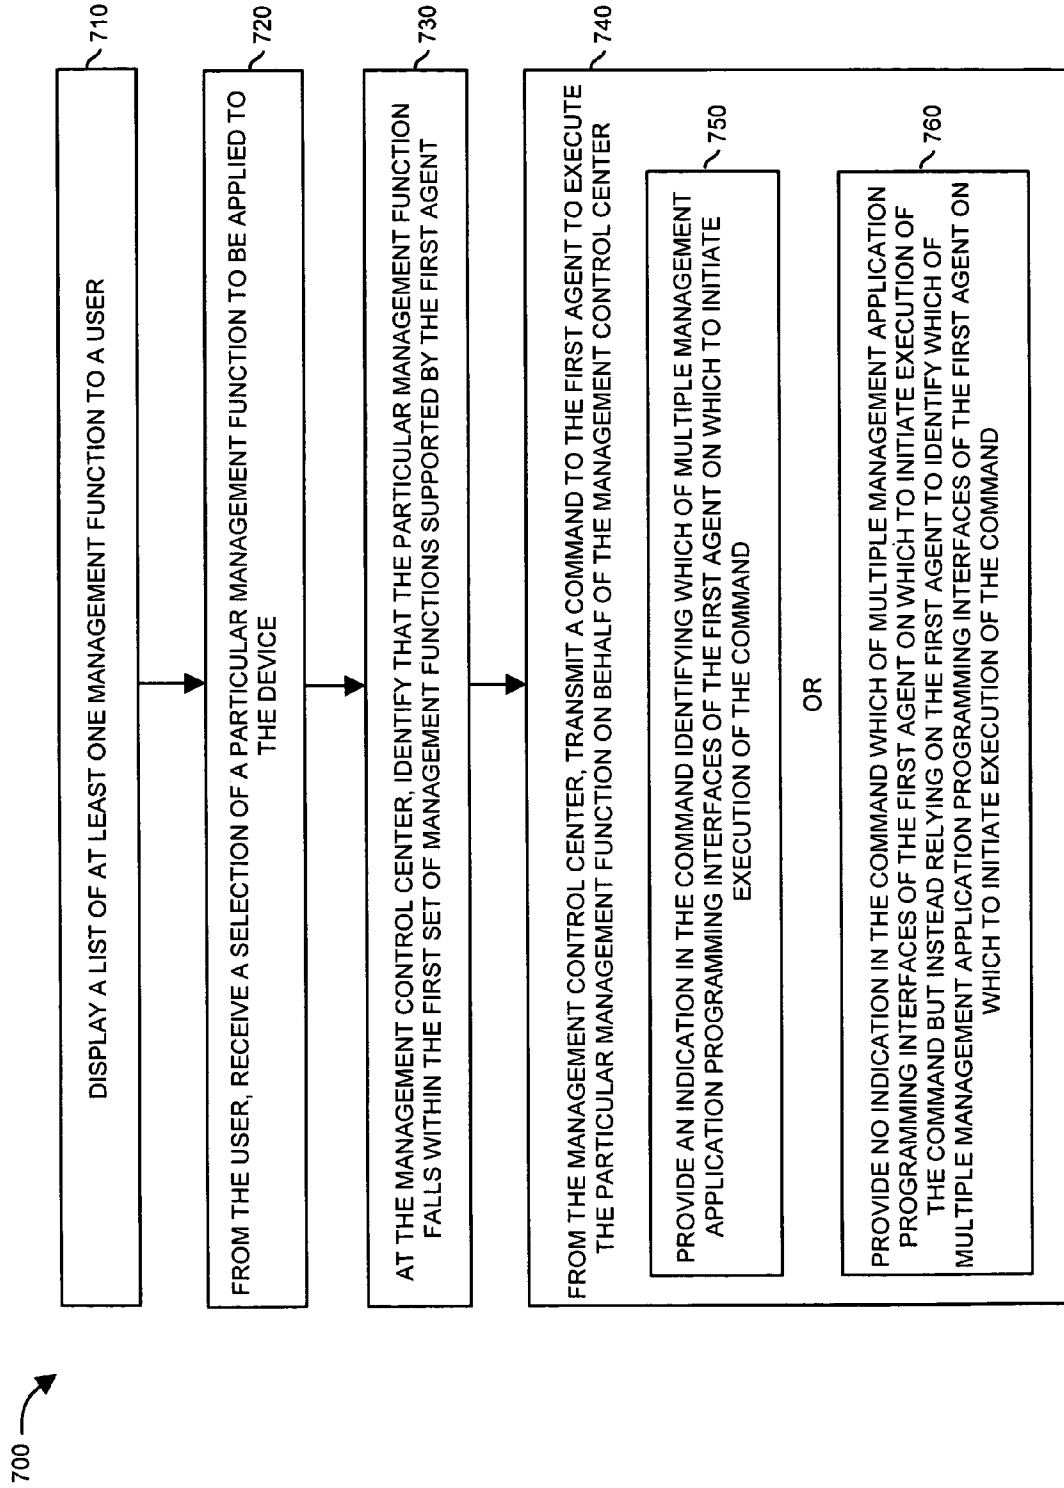 700
710
DISPLAY A LIST OF AT LEAST ONE MANAGEMENT FUNCTION TO A USER
720
FROM THE USER, RECEIVE A SELECTION OF A PARTICULAR MANAGEMENT FUNCTION TO BE APPLIED TO
THE DEVICE
730
AT THE MANAGEMENT CONTROL CENTER, IDENTIFY THAT THE PARTICULAR MANAGEMENT FUNCTION
FALLS WITHIN THE FIRST SET OF MANAGEMENT FUNCTIONS SUPPORTED BY THE FIRST AGENT
740
FROM THE MANAGEMENT CONTROL CENTER, TRANSMIT A COMMAND TO THE FIRST AGENT TO EXECUTE
THE PARTICULAR MANAGEMENT FUNCTION ON BEHALF OF THE MANAGEMENT CONTROL CENTER
750
PROVIDE AN INDICATION IN THE COMMAND IDENTIFYING WHICH OF MULTIPLE MANAGEMENT
APPLICATION PROGRAMMING INTERFACES OF THE FIRST AGENT ON WHICH TO INITIATE
EXECUTION OF THE COMMAND
OR
760
PROVIDE NO INDICATION IN THE COMMAND WHICH OF MULTIPLE MANAGEMENT APPLICATION
PROGRAMMING INTERFACES OF THE FIRST AGENT ON WHICH TO INITIATE EXECUTION OF
THE COMMAND BUT INSTEAD RELYING ON THE FIRST AGENT TO IDENTIFY WHICH OF
MULTIPLE MANAGEMENT APPLICATION PROGRAMMING INTERFACES OF THE FIRST AGENT ON
WHICH TO INITIATE EXECUTION OF THE COMMAND